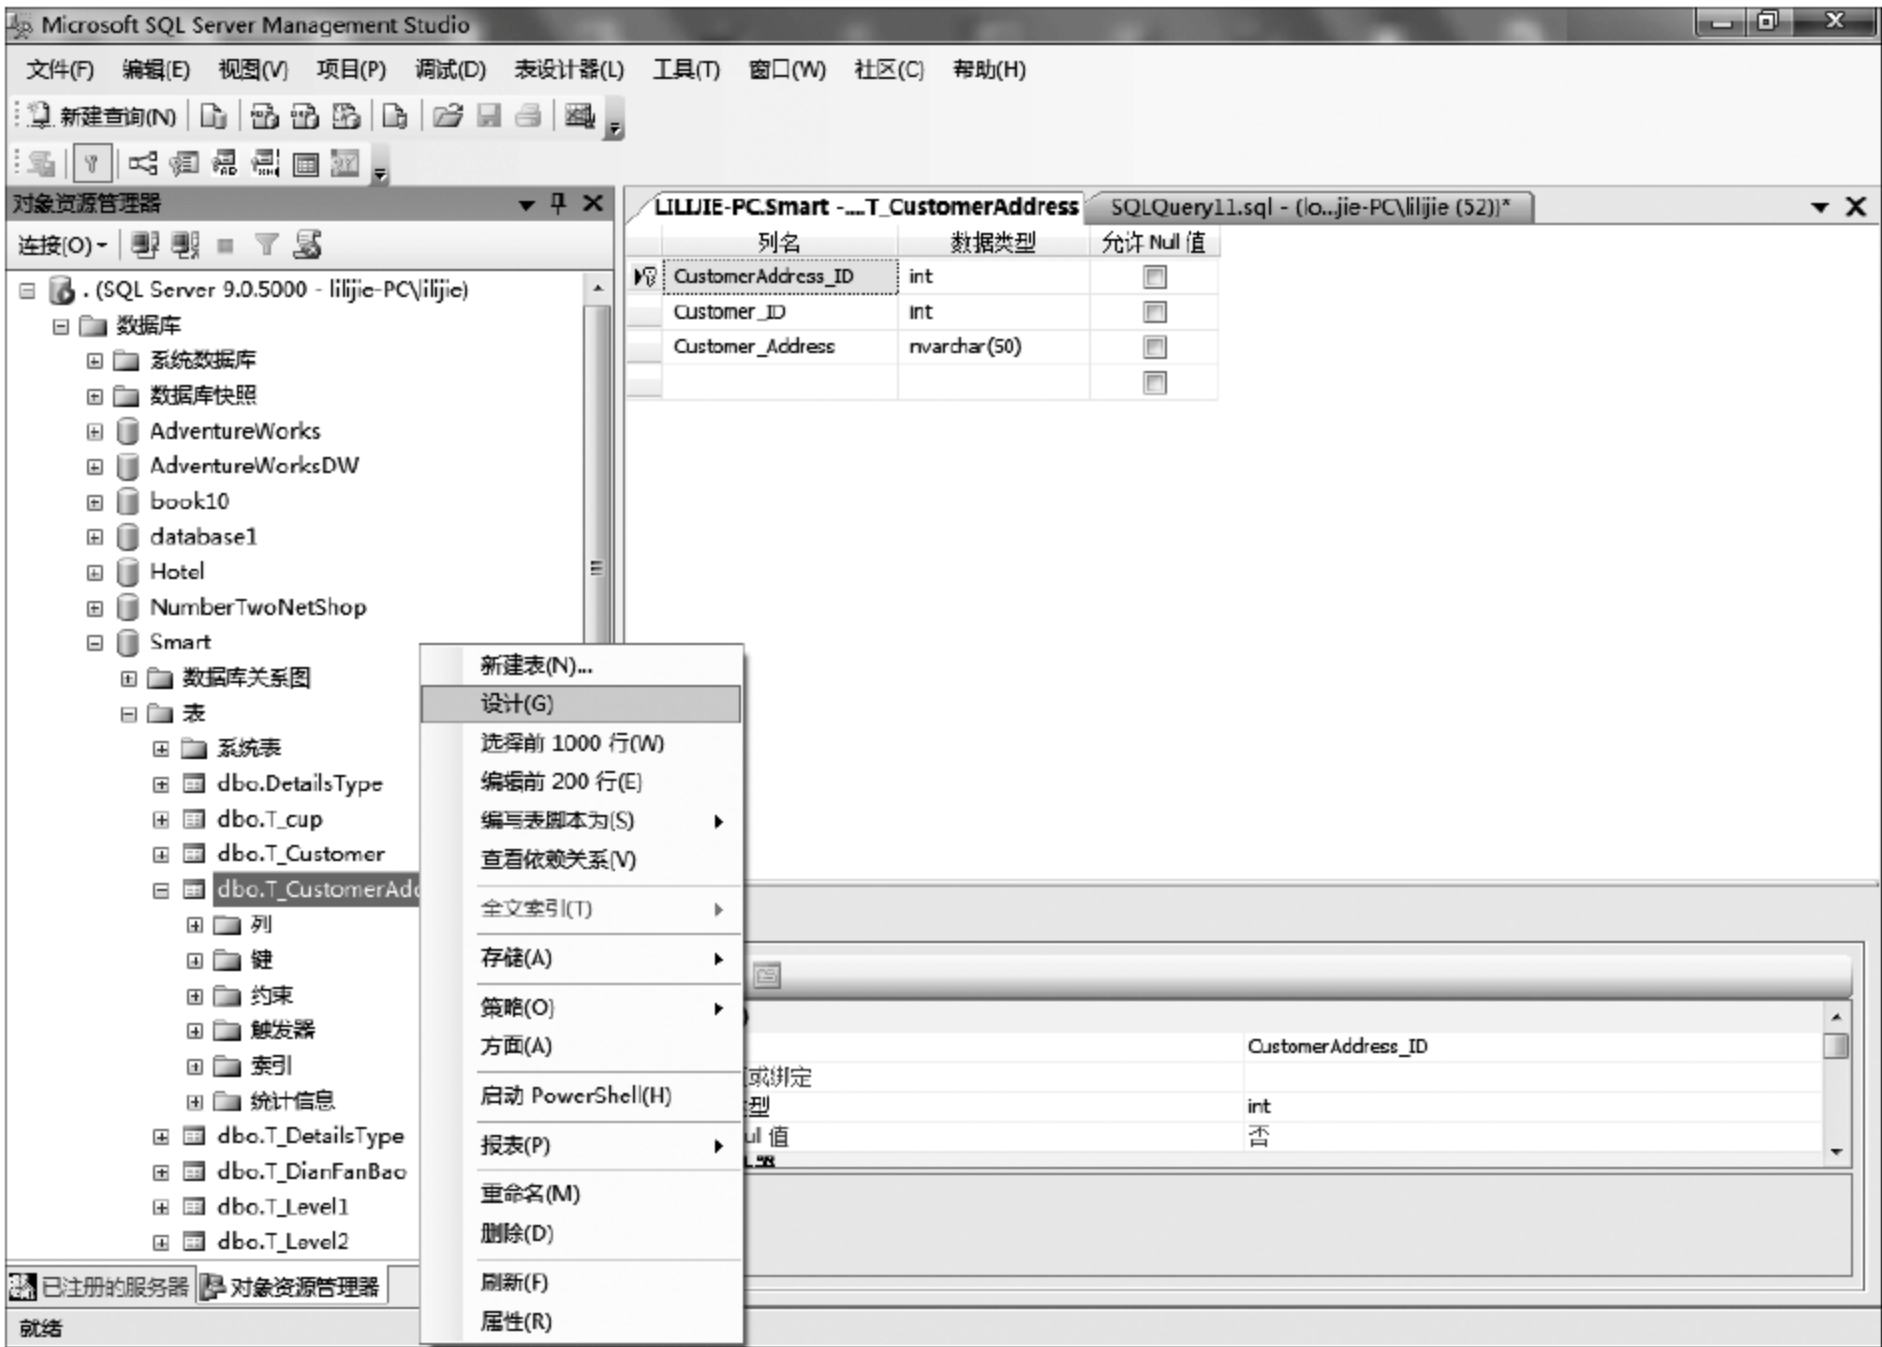 Microsoft SQL Server Management Studio
文件(F) 编辑(E) 视图(V) 项目(P) 调试(D) 表设计器(L) 工具(T) 窗口(W) 社区(C) 帮助(H)
新建查询(N)
对象资源管理器
LILIJIE-PC.Smart -....T_CustomerAddress
SQLQuery11.sql - (lo...jie-PC\lilijie (52))*
连接(O)
列名 数据类型 允许 Null 值
CustomerAddress_ID int
Customer_ID int
Customer_Address nvarchar(50)
. (SQL Server 9.0.5000 - lilijie-PC\lilijie)
数据库
系统数据库
数据库快照
AdventureWorks
AdventureWorksDW
book10
database1
Hotel
NumberTwoNetShop
Smart
数据库关系图
表
系统表
dbo.DetailsType
dbo.T_cup
dbo.T_Customer
dbo.T_CustomerAdd
列
键
约束
触发器
索引
统计信息
dbo.T_DetailsType
dbo.T_DianFanBao
dbo.T_Level1
dbo.T_Level2
新建表(N)...
设计(G)
选择前 1000 行(W)
编辑前 200 行(E)
编写表脚本为(S)
查看依赖关系(V)
全文索引(T)
存储(A)
策略(O)
方面(A)
启动 PowerShell(H)
报表(P)
重命名(M)
删除(D)
刷新(F)
属性(R)
CustomerAddress_ID
或绑定
型 int
ul 值 否
已注册的服务器 对象资源管理器
就绪